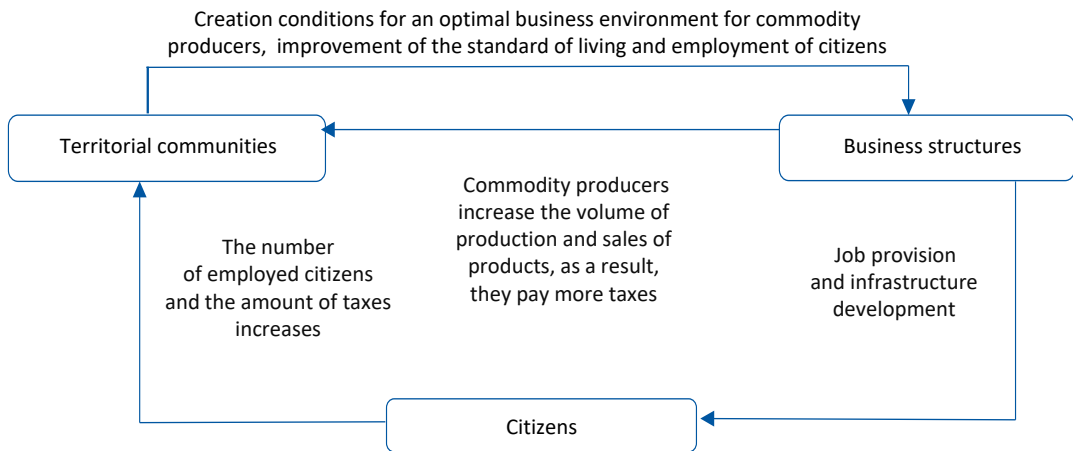 Creation conditions for an optimal business environment for commodity
producers, improvement of the standard of living and employment of citizens
Territorial communities
Business structures
Commodity producers
increase the volume of
production and sales of
products, as a result,
they pay more taxes
The number
of employed citizens
and the amount of taxes
increases
Job provision
and infrastructure
development
Citizens